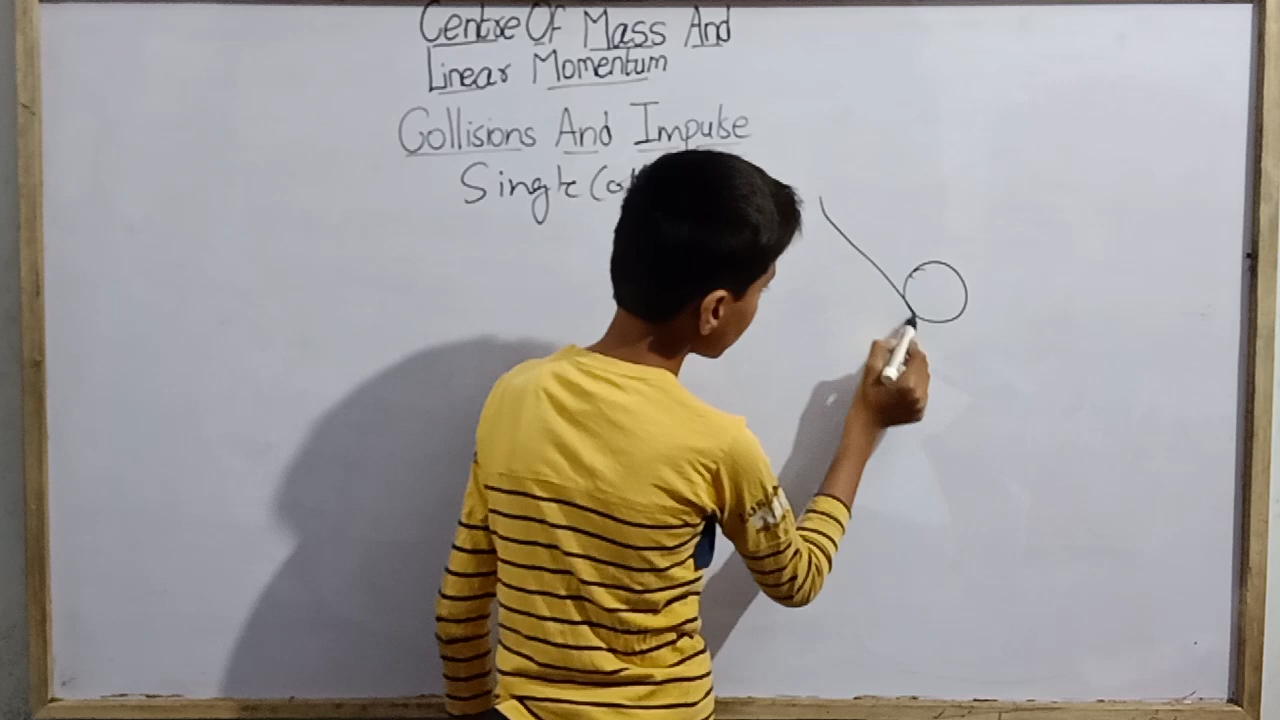 Centre Of Mass And
Linear Momentum
Collisions And Impulse
Single